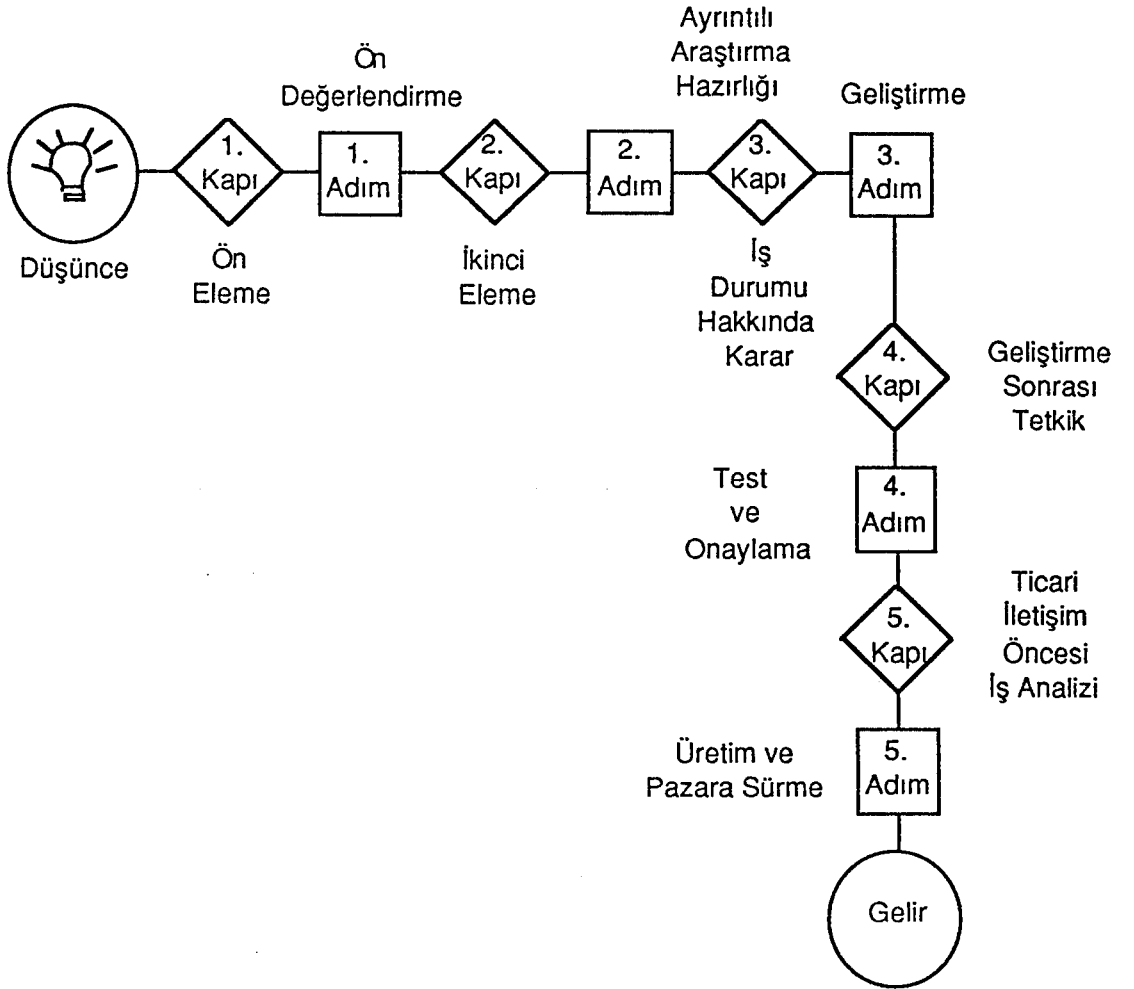 Ön
Değerlendirme
Ayrıntılı
Araştırma
Hazırlığı
Geliştirme
1.
Kapı
1.
Adım
2.
Kapı
2.
Adım
3.
Kapı
3.
Adım
Düşünce
Ön
Eleme
İkinci
Eleme
İş
Durumu
Hakkında
Karar
4.
Kapı
Geliştirme
Sonrası
Tetkik
Test
ve
Onaylama
4.
Adım
5.
Kapı
Ticari
İletişim
Öncesi
İş Analizi
Üretim ve
Pazara Sürme
5.
Adım
Gelir